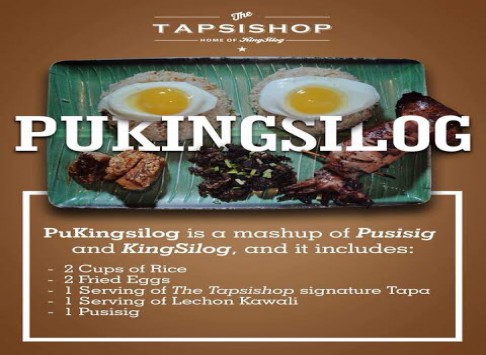 The
TAPSISHOP
HOME OF KingSilog
PUKINGSILOG
PuKingsilog is a mashup of Pusisig
and KingSilog, and it includes:
- 2 Cups of Rice
- 2 Fried Eggs
- 1 Serving of The Tapsishop signature Tapa
- 1 Serving of Lechon Kawali
- 1 Pusisig